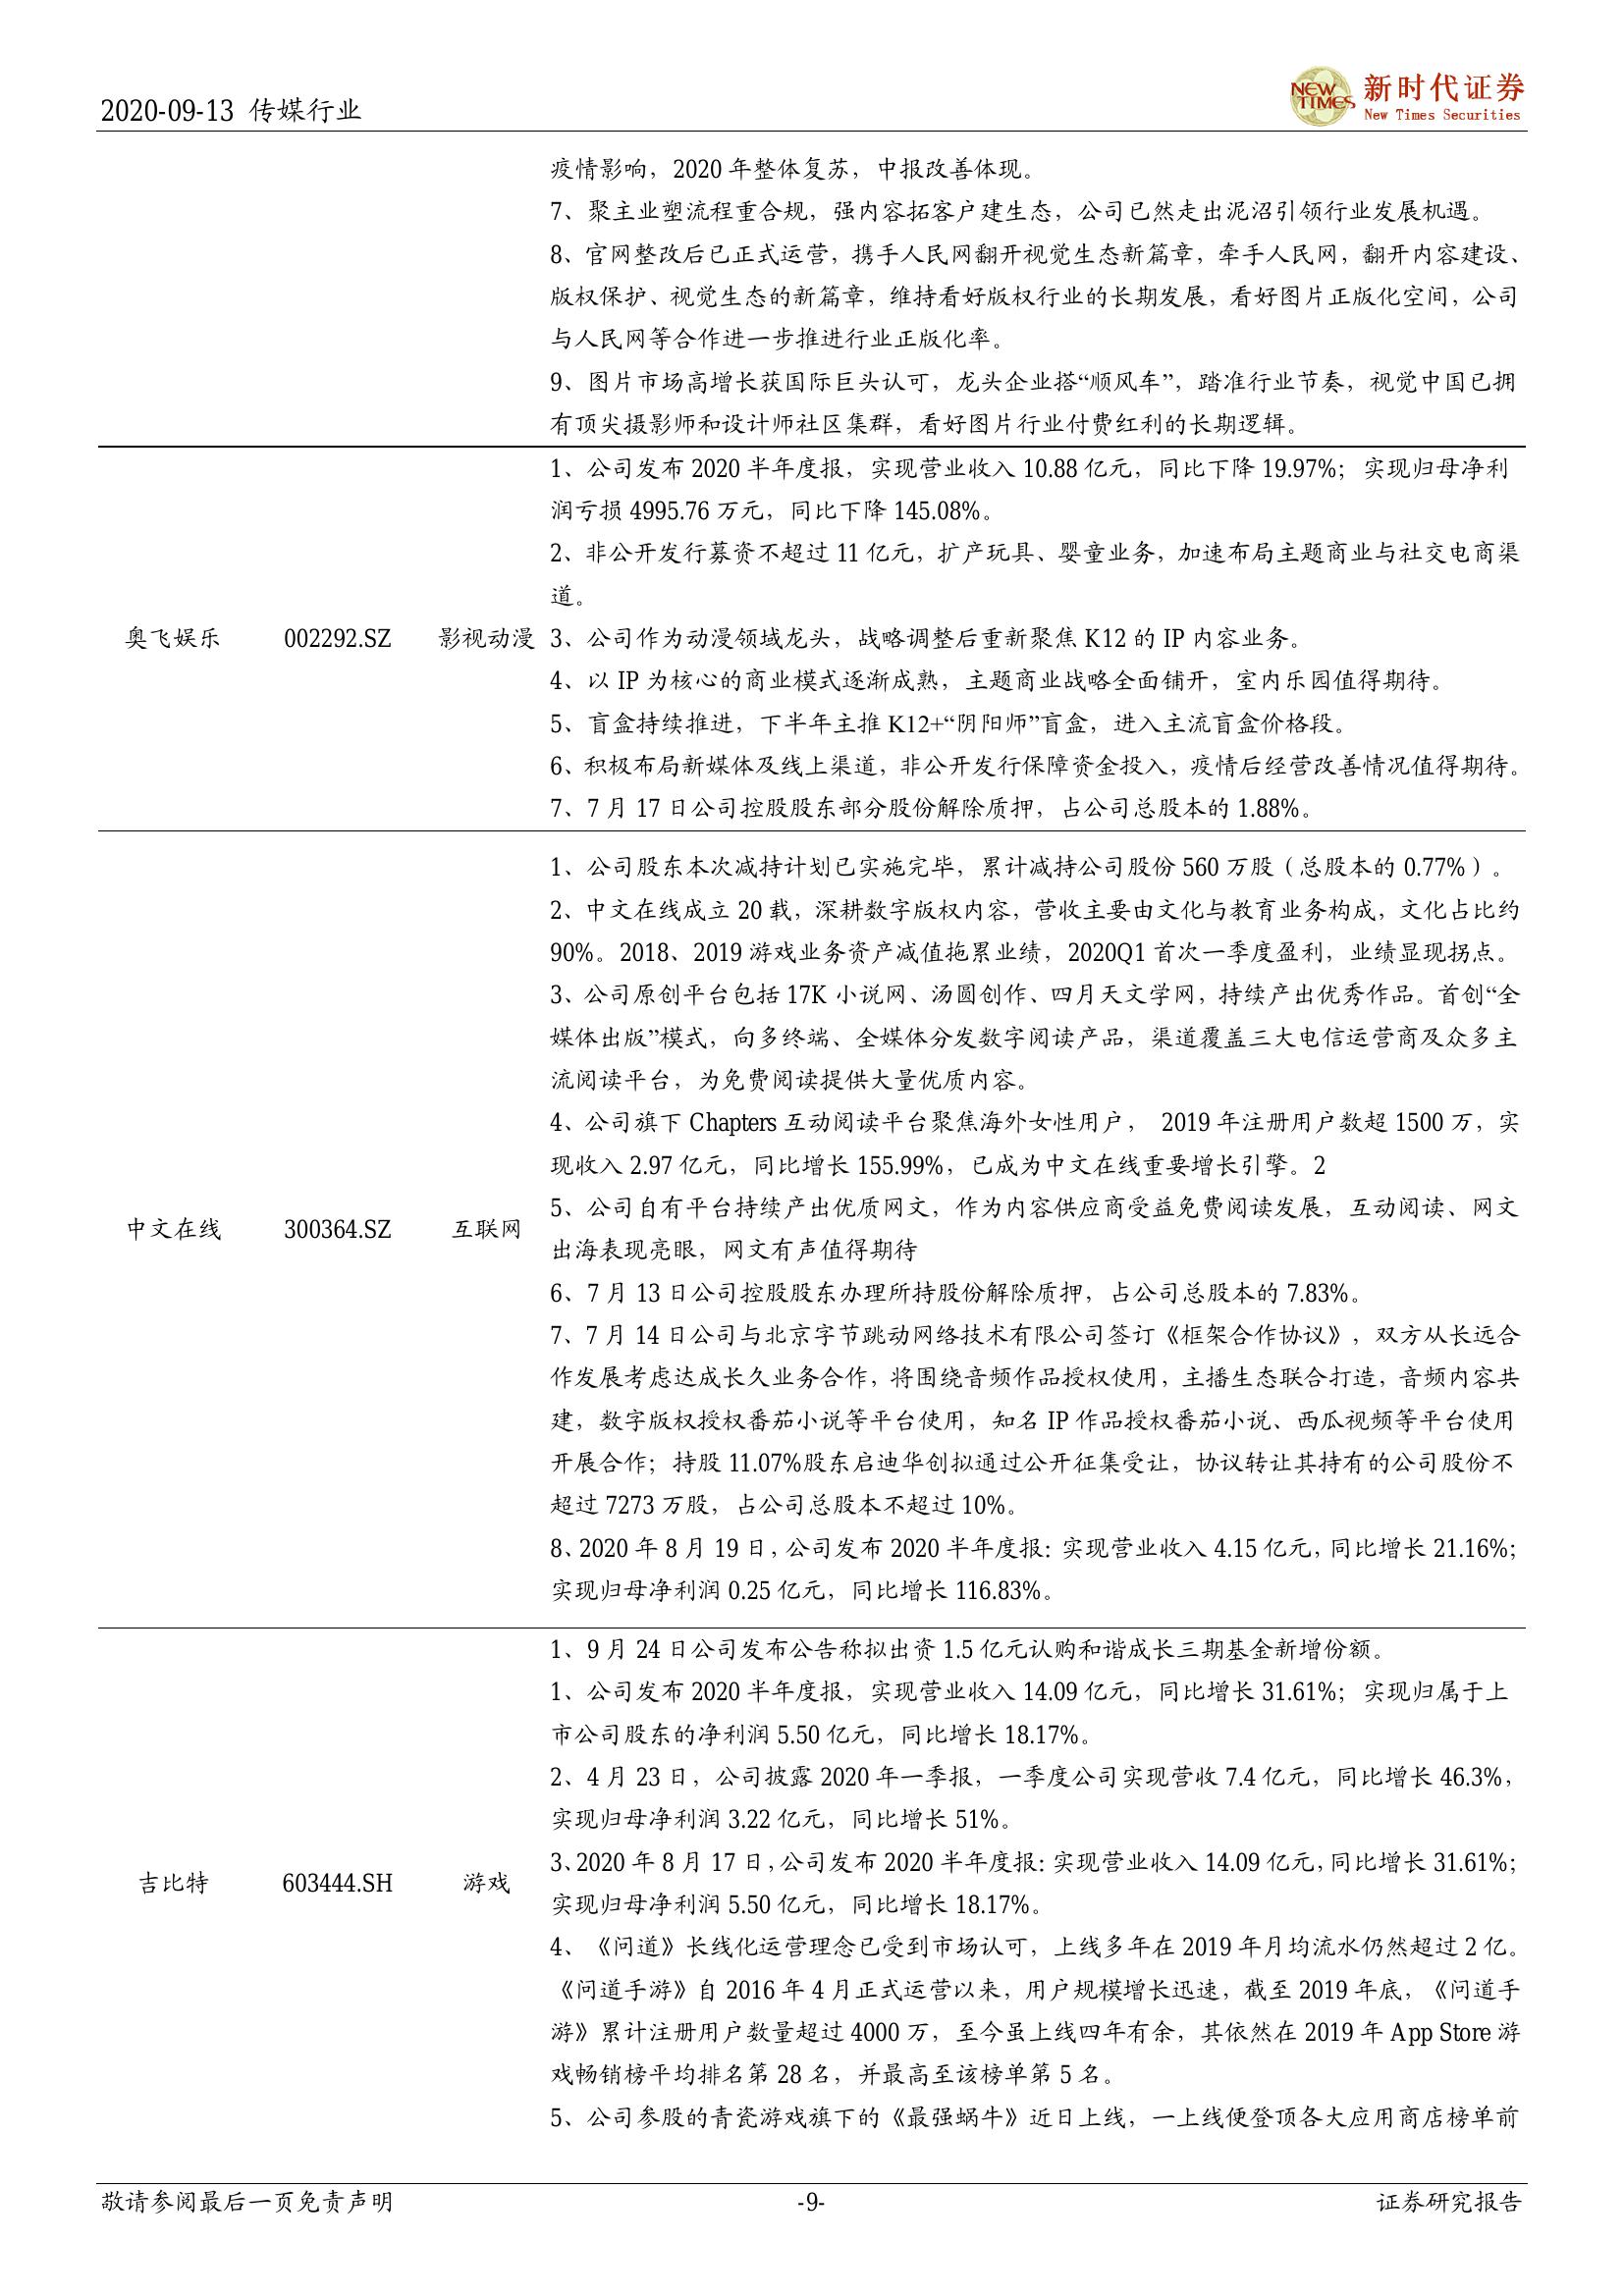 2020-09-13 传媒行业
NEW TIMES
新时代证券
New Times Securities
疫情影响，2020 年整体复苏，中报改善体现。
7、聚主业塑流程重合规，强内容拓客户建生态，公司已然走出泥沼引领行业发展机遇。
8、官网整改后已正式运营，携手人民网翻开视觉生态新篇章，牵手人民网，翻开内容建设、
版权保护、视觉生态的新篇章，维持看好版权行业的长期发展，看好图片正版化空间，公司
与人民网等合作进一步推进行业正版化率。
9、图片市场高增长获国际巨头认可，龙头企业搭“顺风车”，踏准行业节奏，视觉中国已拥
有顶尖摄影师和设计师社区集群，看好图片行业付费红利的长期逻辑。
1、公司发布 2020 半年度报，实现营业收入 10.88 亿元，同比下降 19.97%；实现归母净利
润亏损 4995.76 万元，同比下降 145.08%。
2、非公开发行募资不超过 11 亿元，扩产玩具、婴童业务，加速布局主题商业与社交电商渠
道。
奥飞娱乐 002292.SZ 影视动漫 3、公司作为动漫领域龙头，战略调整后重新聚焦 K12 的 IP 内容业务。
4、以 IP 为核心的商业模式逐渐成熟，主题商业战略全面铺开，室内乐园值得期待。
5、盲盒持续推进，下半年主推 K12+“阴阳师”盲盒，进入主流盲盒价格段。
6、积极布局新媒体及线上渠道，非公开发行保障资金投入，疫情后经营改善情况值得期待。
7、7 月 17 日公司控股股东部分股份解除质押，占公司总股本的 1.88%。
1、公司股东本次减持计划已实施完毕，累计减持公司股份 560 万股（总股本的 0.77%）。
2、中文在线成立 20 载，深耕数字版权内容，营收主要由文化与教育业务构成，文化占比约
90%。2018、2019 游戏业务资产减值拖累业绩，2020Q1 首次一季度盈利，业绩显现拐点。
3、公司原创平台包括 17K 小说网、汤圆创作、四月天文学网，持续产出优秀作品。首创“全
媒体出版”模式，向多终端、全媒体分发数字阅读产品，渠道覆盖三大电信运营商及众多主
流阅读平台，为免费阅读提供大量优质内容。
4、公司旗下 Chapters 互动阅读平台聚焦海外女性用户， 2019 年注册用户数超 1500 万，实
现收入 2.97 亿元，同比增长 155.99%，已成为中文在线重要增长引擎。2
5、公司自有平台持续产出优质网文，作为内容供应商受益免费阅读发展，互动阅读、网文
中文在线 300364.SZ 互联网
出海表现亮眼，网文有声值得期待
6、7 月 13 日公司控股股东办理所持股份解除质押，占公司总股本的 7.83%。
7、7 月 14 日公司与北京字节跳动网络技术有限公司签订《框架合作协议》，双方从长远合
作发展考虑达成长久业务合作，将围绕音频作品授权使用，主播生态联合打造，音频内容共
建，数字版权授权番茄小说等平台使用，知名 IP 作品授权番茄小说、西瓜视频等平台使用
开展合作；持股 11.07%股东启迪华创拟通过公开征集受让，协议转让其持有的公司股份不
超过 7273 万股，占公司总股本不超过 10%。
8、2020 年 8 月 19 日，公司发布 2020 半年度报：实现营业收入 4.15 亿元，同比增长 21.16%；
实现归母净利润 0.25 亿元，同比增长 116.83%。
1、9 月 24 日公司发布公告称拟出资 1.5 亿元认购和谐成长三期基金新增份额。
1、公司发布 2020 半年度报，实现营业收入 14.09 亿元，同比增长 31.61%；实现归属于上
市公司股东的净利润 5.50 亿元，同比增长 18.17%。
2、4 月 23 日，公司披露 2020 年一季报，一季度公司实现营收 7.4 亿元，同比增长 46.3%，
实现归母净利润 3.22 亿元，同比增长 51%。
3、2020 年 8 月 17 日，公司发布 2020 半年度报：实现营业收入 14.09 亿元，同比增长 31.61%；
吉比特 603444.SH 游戏
实现归母净利润 5.50 亿元，同比增长 18.17%。
4、《问道》长线化运营理念已受到市场认可，上线多年在 2019 年月均流水仍然超过 2 亿。
《问道手游》自 2016 年 4 月正式运营以来，用户规模增长迅速，截至 2019 年底，《问道手
游》累计注册用户数量超过 4000 万，至今虽上线四年有余，其依然在 2019 年 App Store 游
戏畅销榜平均排名第 28 名，并最高至该榜单第 5 名。
5、公司参股的青瓷游戏旗下的《最强蜗牛》近日上线，一上线便登顶各大应用商店榜单前
敬请参阅最后一页免责声明 -9- 证券研究报告